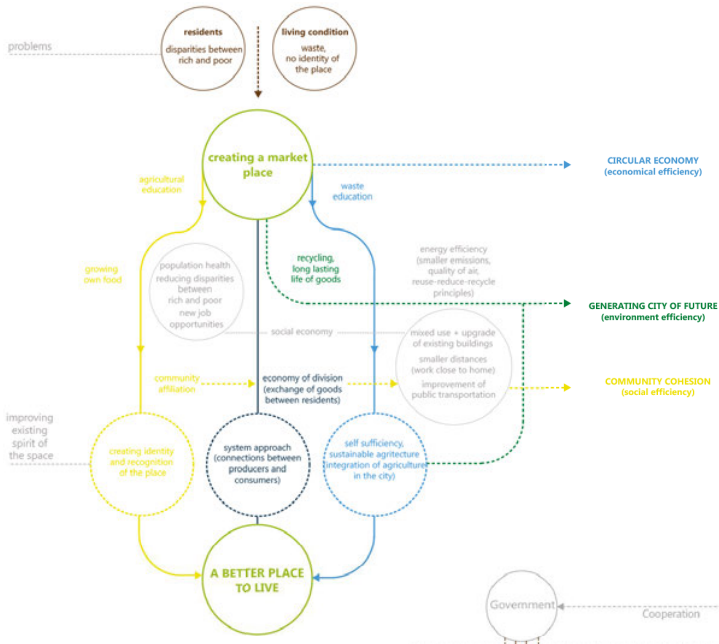 problems
residents
disparities between
rich and poor
living condition
waste,
no identity of
the place
creating a market
place
CIRCULAR ECONOMY
(economical efficiency)
agricultural
education
waste
education
growing
own food
population health
reducing disparities
between
rich and poor
new job
opportunities
recycling,
long lasting
life of goods
energy efficiency
(smaller emissions,
quality of air,
reuse-reduce-recycle
principles)
GENERATING CITY OF FUTURE
(environment efficiency)
social economy
mixed use + upgrade
of existing buildings
smaller distances
(work close to home)
improvement of
public transportation
community
affiliation
economy of division
(exchange of goods
between residents)
COMMUNITY COHESION
(social efficiency)
improving
existing
spirit of
the space
creating identity
and recognition
of the place
system approach
(connections between
producers and
consumers)
self sufficiency,
sustainable agritecture
(integration of agriculture
in the city)
A BETTER PLACE
TO LIVE
Government
Cooperation